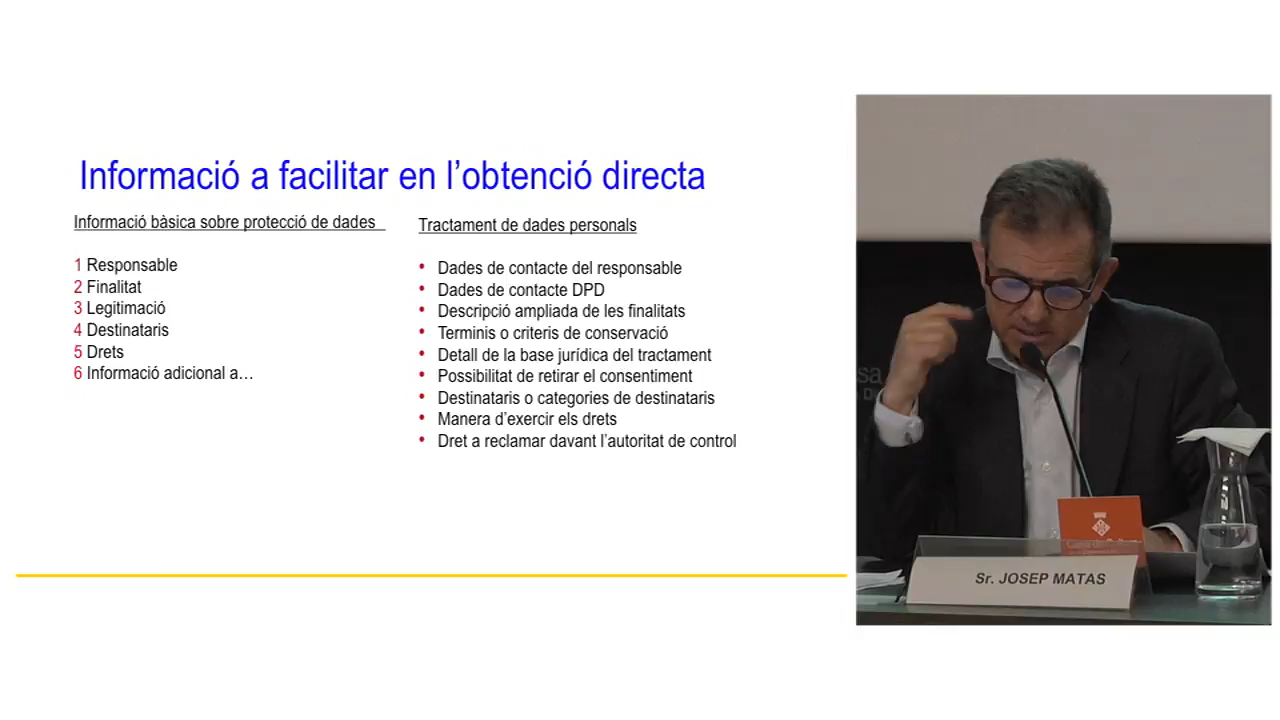 Informació a facilitar en l’obtenció directa
Informació bàsica sobre protecció de dades
1 Responsable
2 Finalitat
3 Legitimació
4 Destinataris
5 Drets
6 Informació adicional a…
Tractament de dades personals
• Dades de contacte del responsable
• Dades de contacte DPD
• Descripció ampliada de les finalitats
• Terminis o criteris de conservació
• Detall de la base jurídica del tractament
• Possibilitat de retirar el consentiment
• Destinataris o categories de destinataris
• Manera d’exercir els drets
• Dret a reclamar davant l’autoritat de control
Sr. JOSEP MATAS